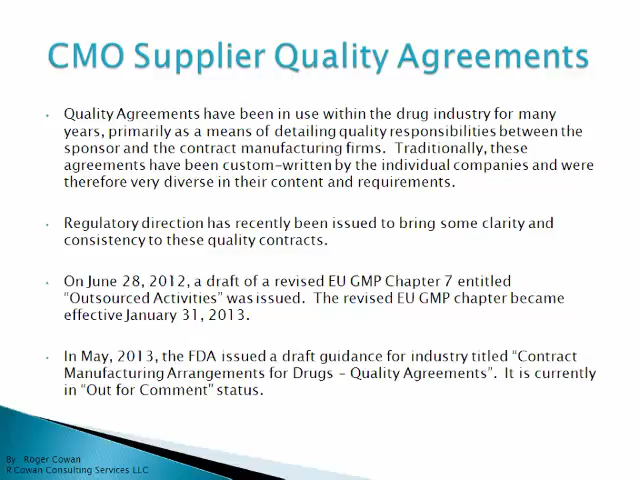 CMO Supplier Quality Agreements
Quality Agreements have been in use within the drug industry for many
years, primarily as a means of detailing quality responsibilities between the
sponsor and the contract manufacturing firms.  Traditionally, these
agreements have been custom-written by the individual companies and were
therefore very diverse in their content and requirements.
Regulatory direction has recently been issued to bring some clarity and
consistency to these quality contracts.
On June 28, 2012, a draft of a revised EU GMP Chapter 7 entitled
“Outsourced Activities” was issued.  The revised EU GMP chapter became
effective January 31, 2013.
In May, 2013, the FDA issued a draft guidance for industry titled “Contract
Manufacturing Arrangements for Drugs – Quality Agreements”.  It is currently
in “Out for Comment” status.
By:  Roger Cowan
R Cowan Consulting Services LLC